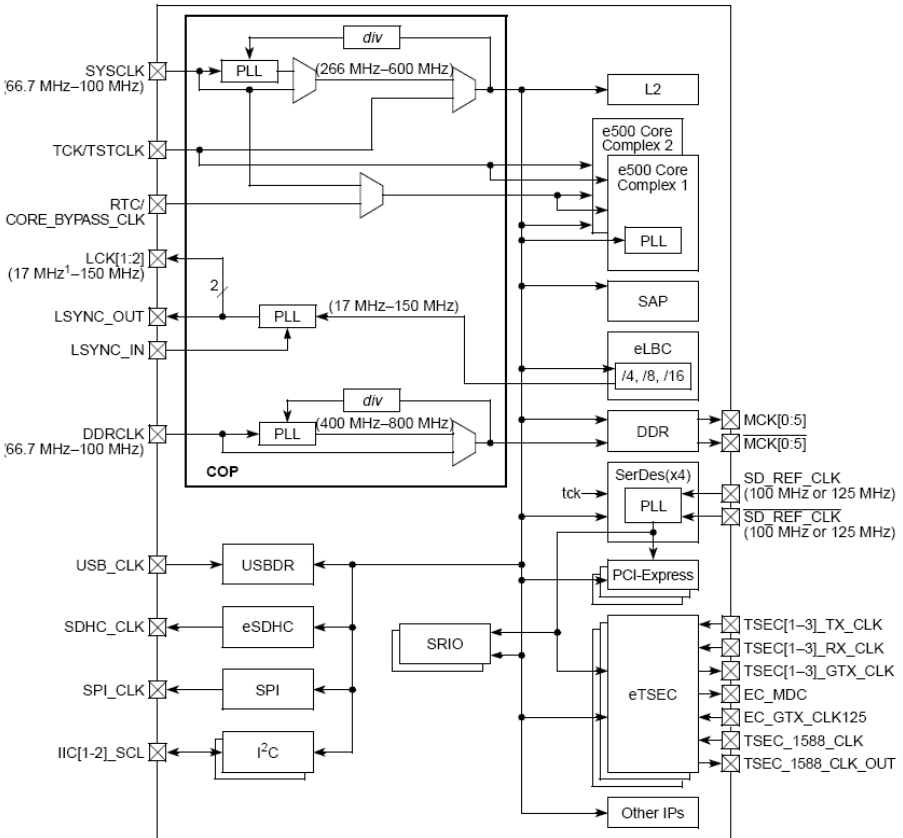 div
SYSCLK
(66.7 MHz–100 MHz)
PLL
(266 MHz–600 MHz)
L2
TCK/TSTCLK
e500 Core
Complex 2
e500 Core
Complex 1
PLL
RTC/
CORE_BYPASS_CLK
LCK[1:2]
(17 MHz¹–150 MHz)
2
LSYNC_OUT
PLL
(17 MHz–150 MHz)
LSYNC_IN
SAP
eLBC
/4, /8, /16
div
DDRCLK
(66.7 MHz–100 MHz)
PLL
(400 MHz–800 MHz)
COP
DDR
MCK[0:5]
MCK[0:5]
SerDes(x4)
tck
PLL
SD_REF_CLK
(100 MHz or 125 MHz)
SD_REF_CLK
(100 MHz or 125 MHz)
USB_CLK
USBDR
PCI-Express
SDHC_CLK
eSDHC
SRIO
SPI_CLK
SPI
IIC[1-2]_SCL
I²C
eTSEC
TSEC[1–3]_TX_CLK
TSEC[1–3]_RX_CLK
TSEC[1–3]_GTX_CLK
EC_MDC
EC_GTX_CLK125
TSEC_1588_CLK
TSEC_1588_CLK_OUT
Other IPs